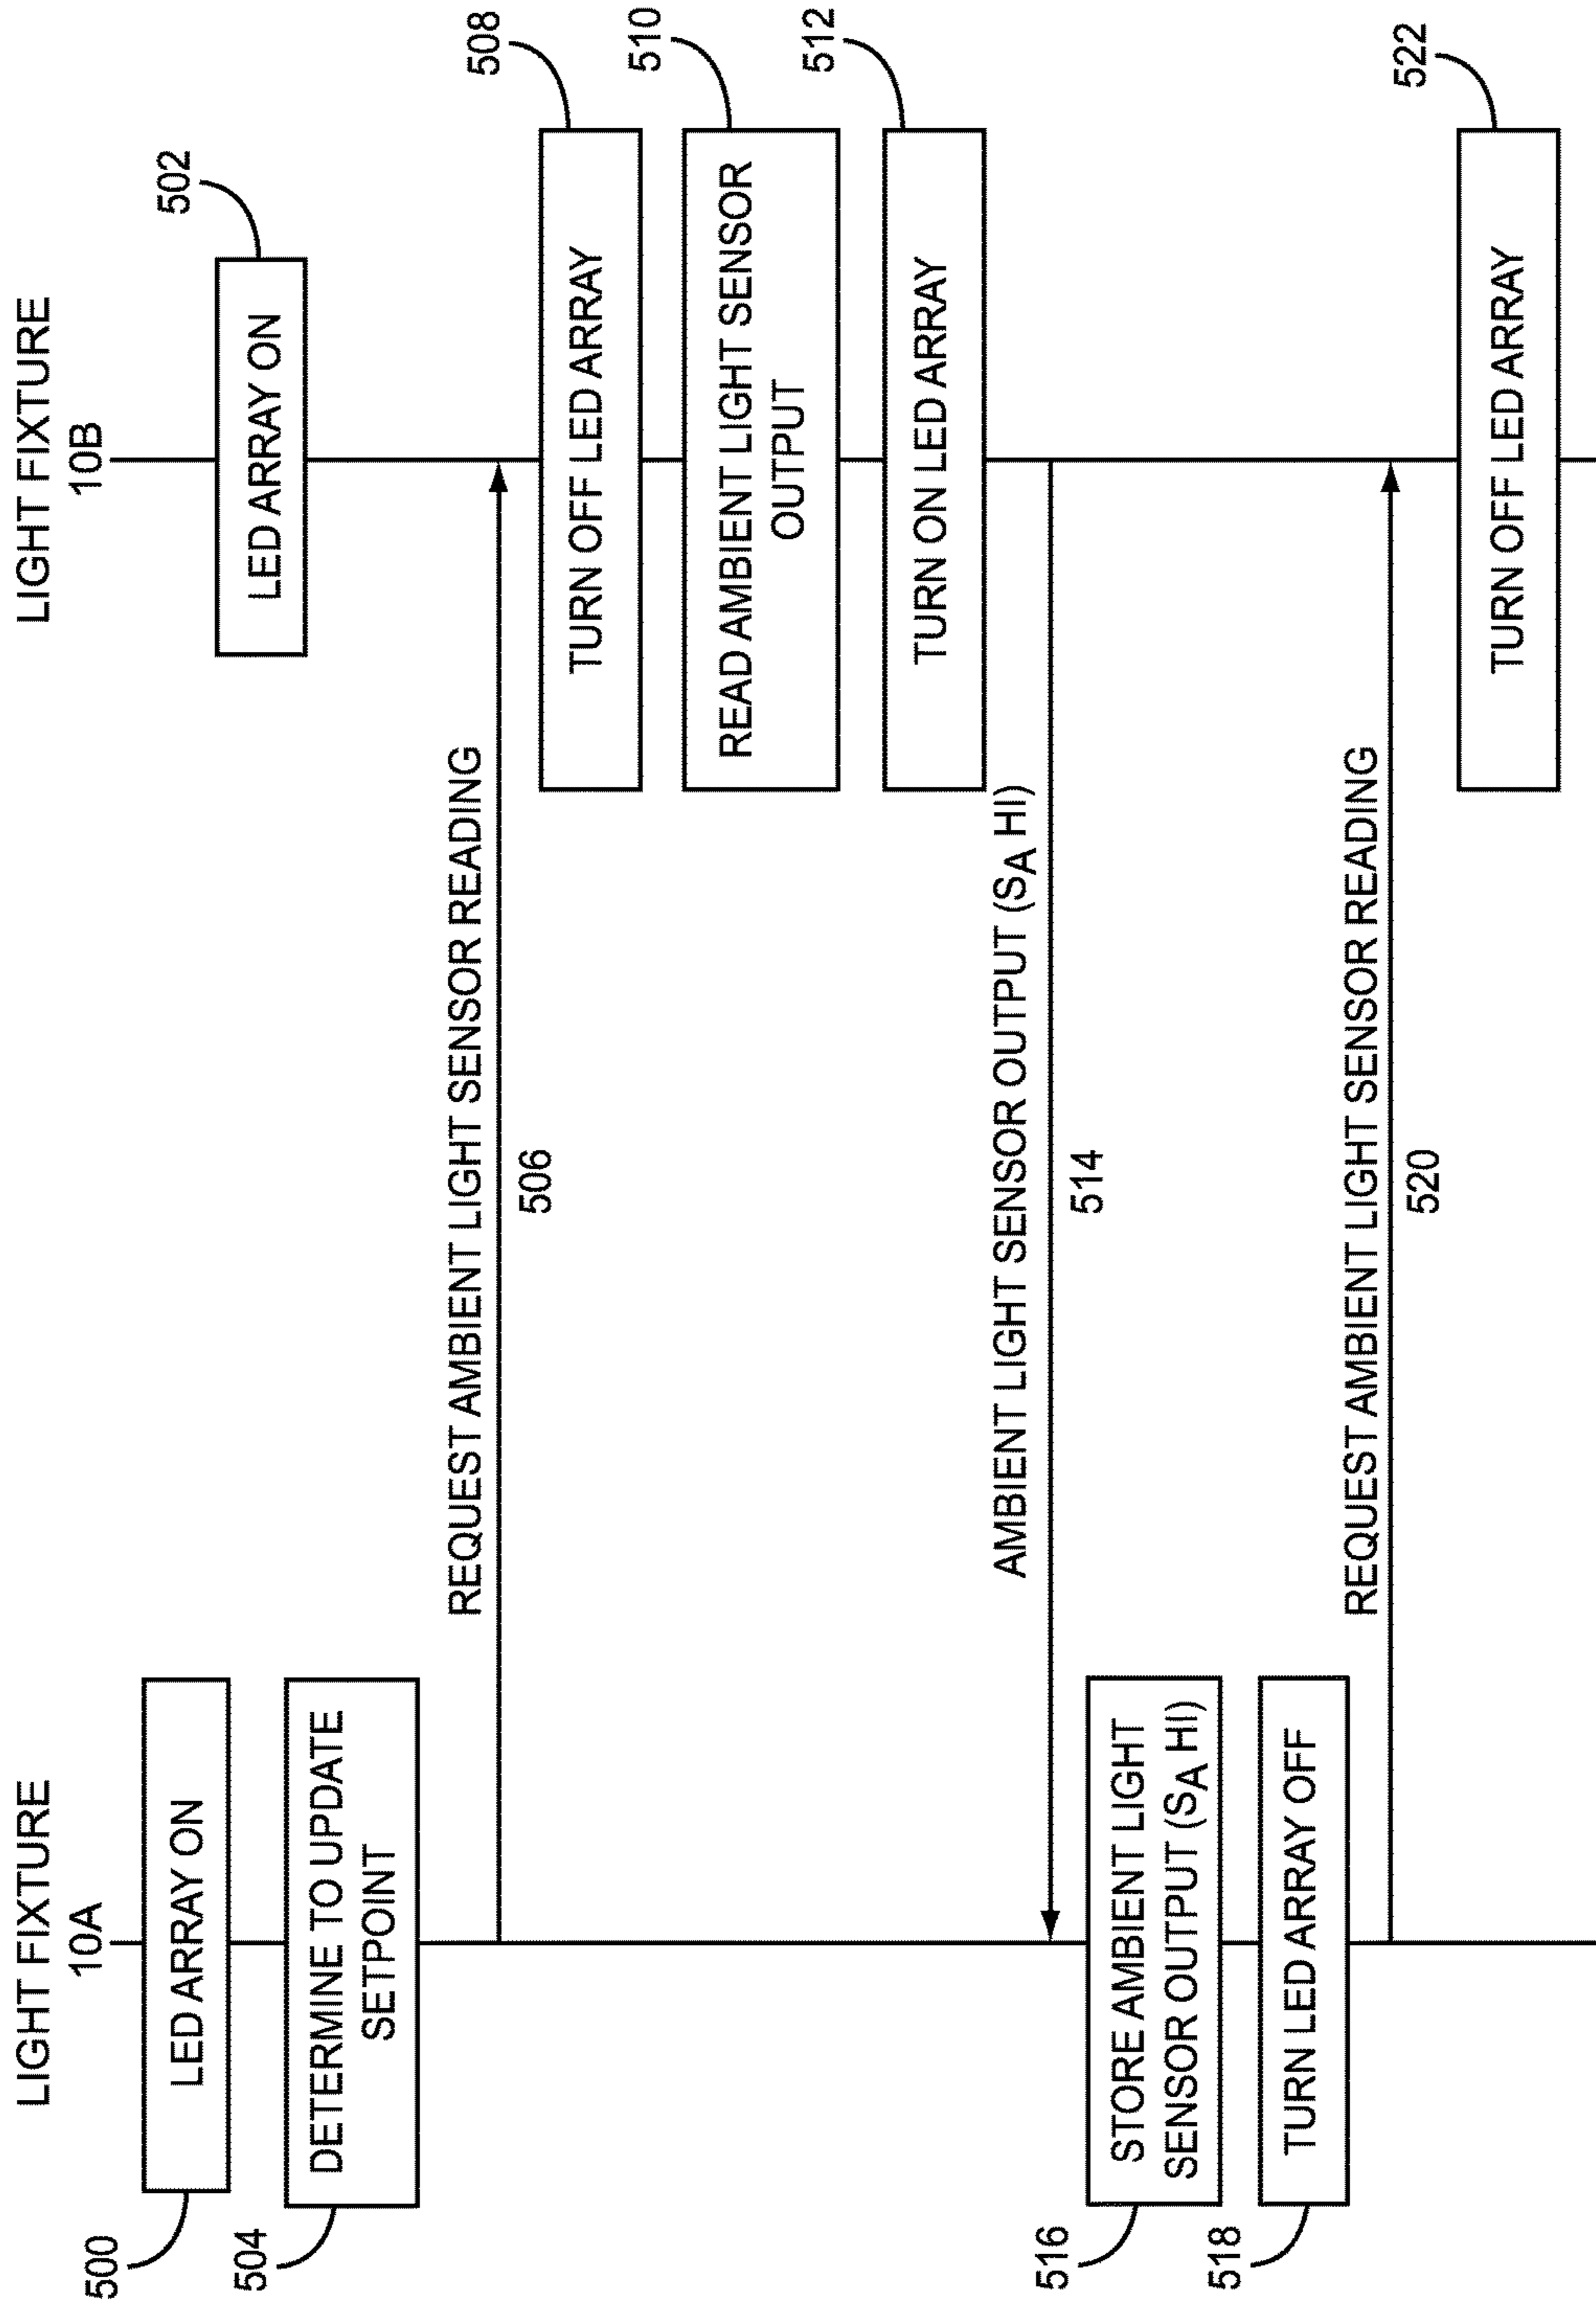 LIGHT FIXTURE
10A
LIGHT FIXTURE
10B
500
LED ARRAY ON
LED ARRAY ON
502
504
DETERMINE TO UPDATE
SETPOINT
REQUEST AMBIENT LIGHT SENSOR READING
506
TURN OFF LED ARRAY
508
READ AMBIENT LIGHT SENSOR
OUTPUT
510
TURN ON LED ARRAY
512
AMBIENT LIGHT SENSOR OUTPUT (SA HI)
514
516
STORE AMBIENT LIGHT
SENSOR OUTPUT (SA HI)
518
TURN LED ARRAY OFF
REQUEST AMBIENT LIGHT SENSOR READING
520
TURN OFF LED ARRAY
522